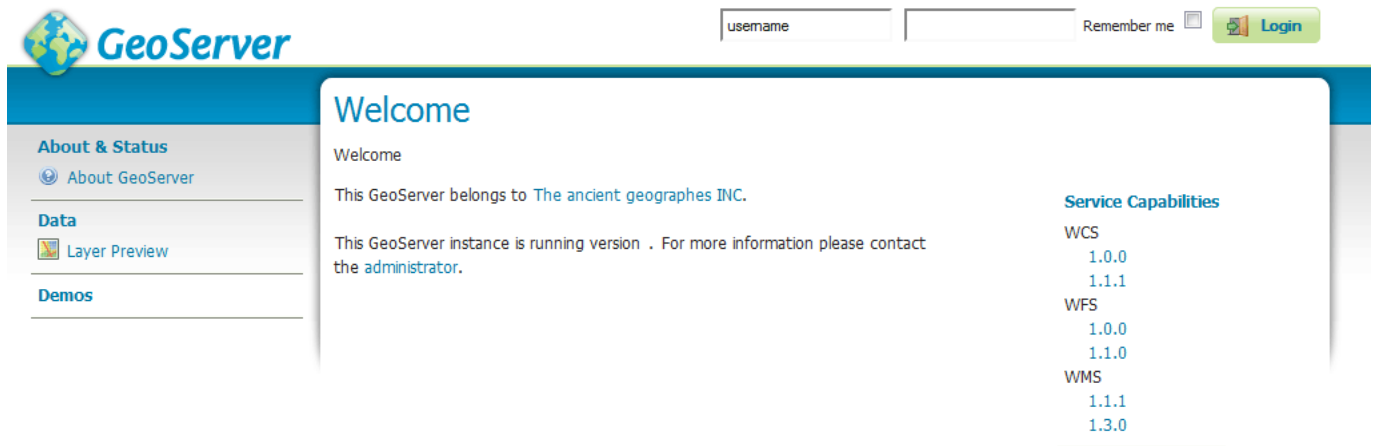 GeoServer
username
Remember me
Login
Welcome
About & Status
About GeoServer
Data
Layer Preview
Demos
Welcome
This GeoServer belongs to The ancient geographes INC.
This GeoServer instance is running version . For more information please contact
the administrator.
Service Capabilities
WCS
1.0.0
1.1.1
WFS
1.0.0
1.1.0
WMS
1.1.1
1.3.0